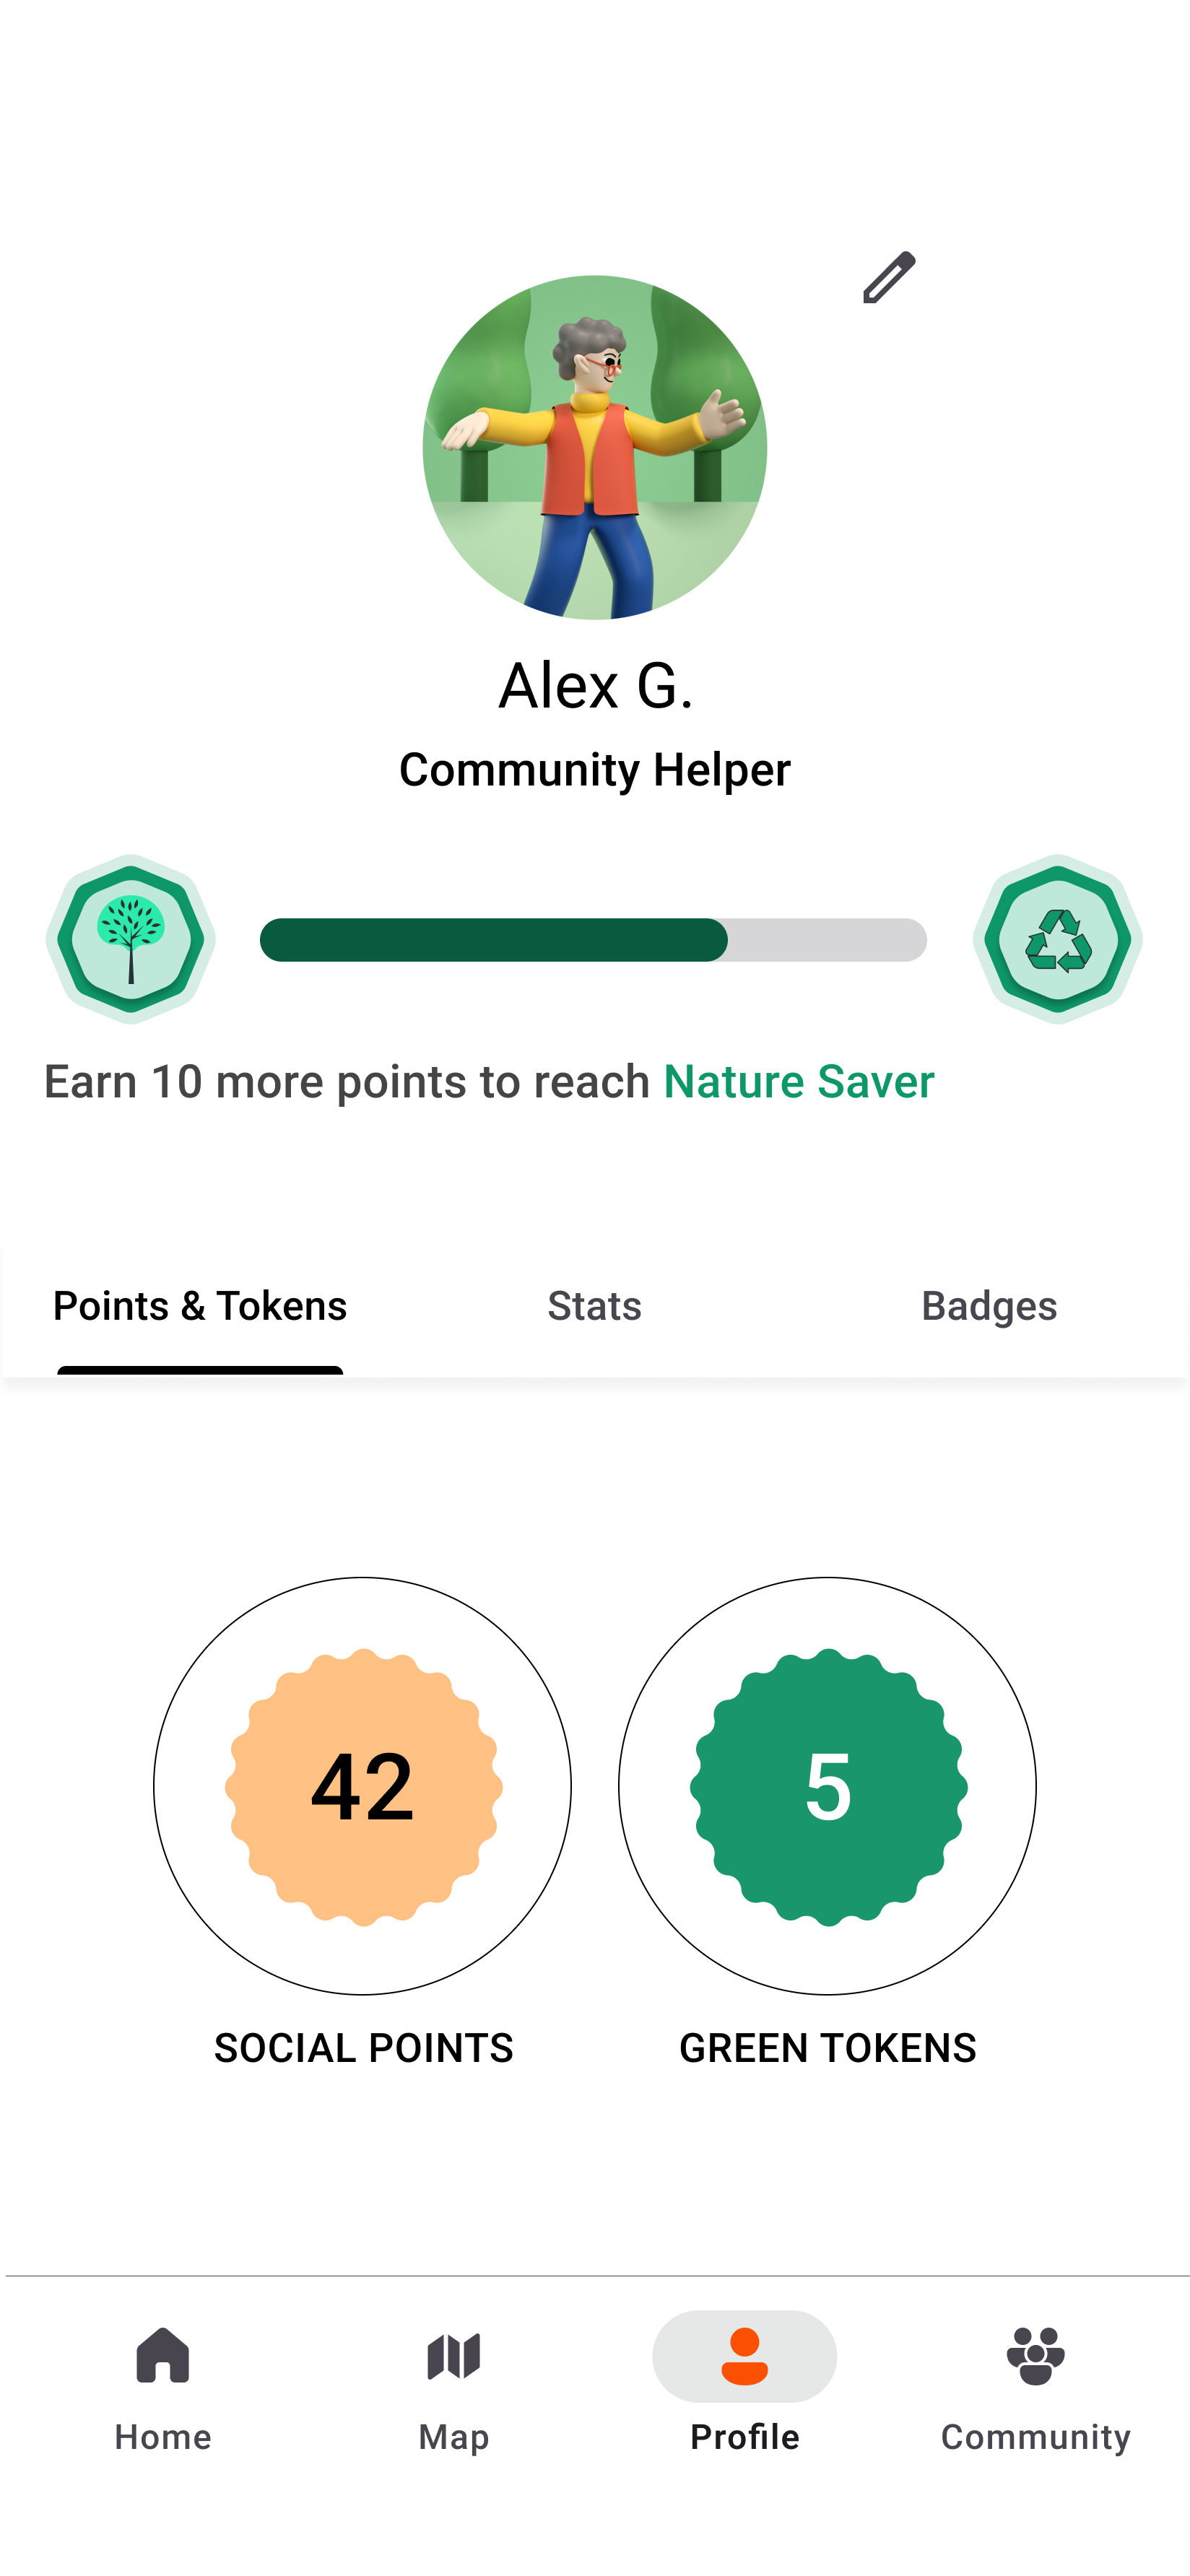 Alex G.
Community Helper
Earn 10 more points to reach Nature Saver
Points & Tokens Stats Badges
42 5
SOCIAL POINTS GREEN TOKENS
Home Map Profile Community